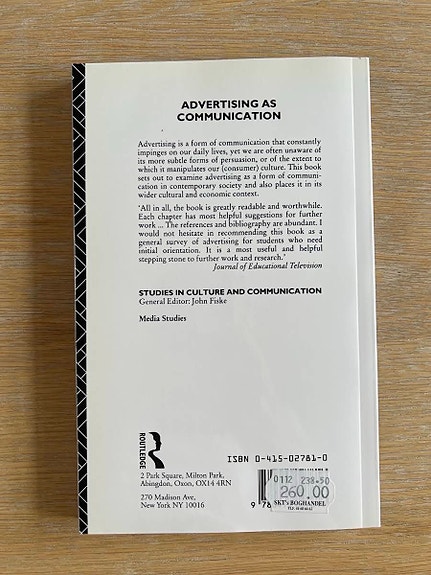 ADVERTISING AS
COMMUNICATION
Advertising is a form of communication that constantly
impinges on our daily lives, yet we are often unaware of
its more subtle forms of persuasion, or of the extent to
which it manipulates our (consumer) culture. This book
sets out to examine advertising as a form of communi-
cation in contemporary society and also places it in its
wider cultural and economic context.
'All in all, the book is greatly readable and worthwhile.
Each chapter has most helpful suggestions for further
work ... The references and bibliography are abundant. I
would not hesitate in recommending this book as a
general survey of advertising for students who need
initial orientation. It is a most useful and helpful
stepping stone to further work and research.'
Journal of Educational Television
STUDIES IN CULTURE AND COMMUNICATION
General Editor: John Fiske
Media Studies
ROUTLEDGE
2 Park Square, Milton Park,
Abingdon, Oxon, OX14 4RN
270 Madison Ave,
New York NY 10016
ISBN 0-415-02781-0
0112 238-50
260.00
SKT's BOGHANDEL
9 78